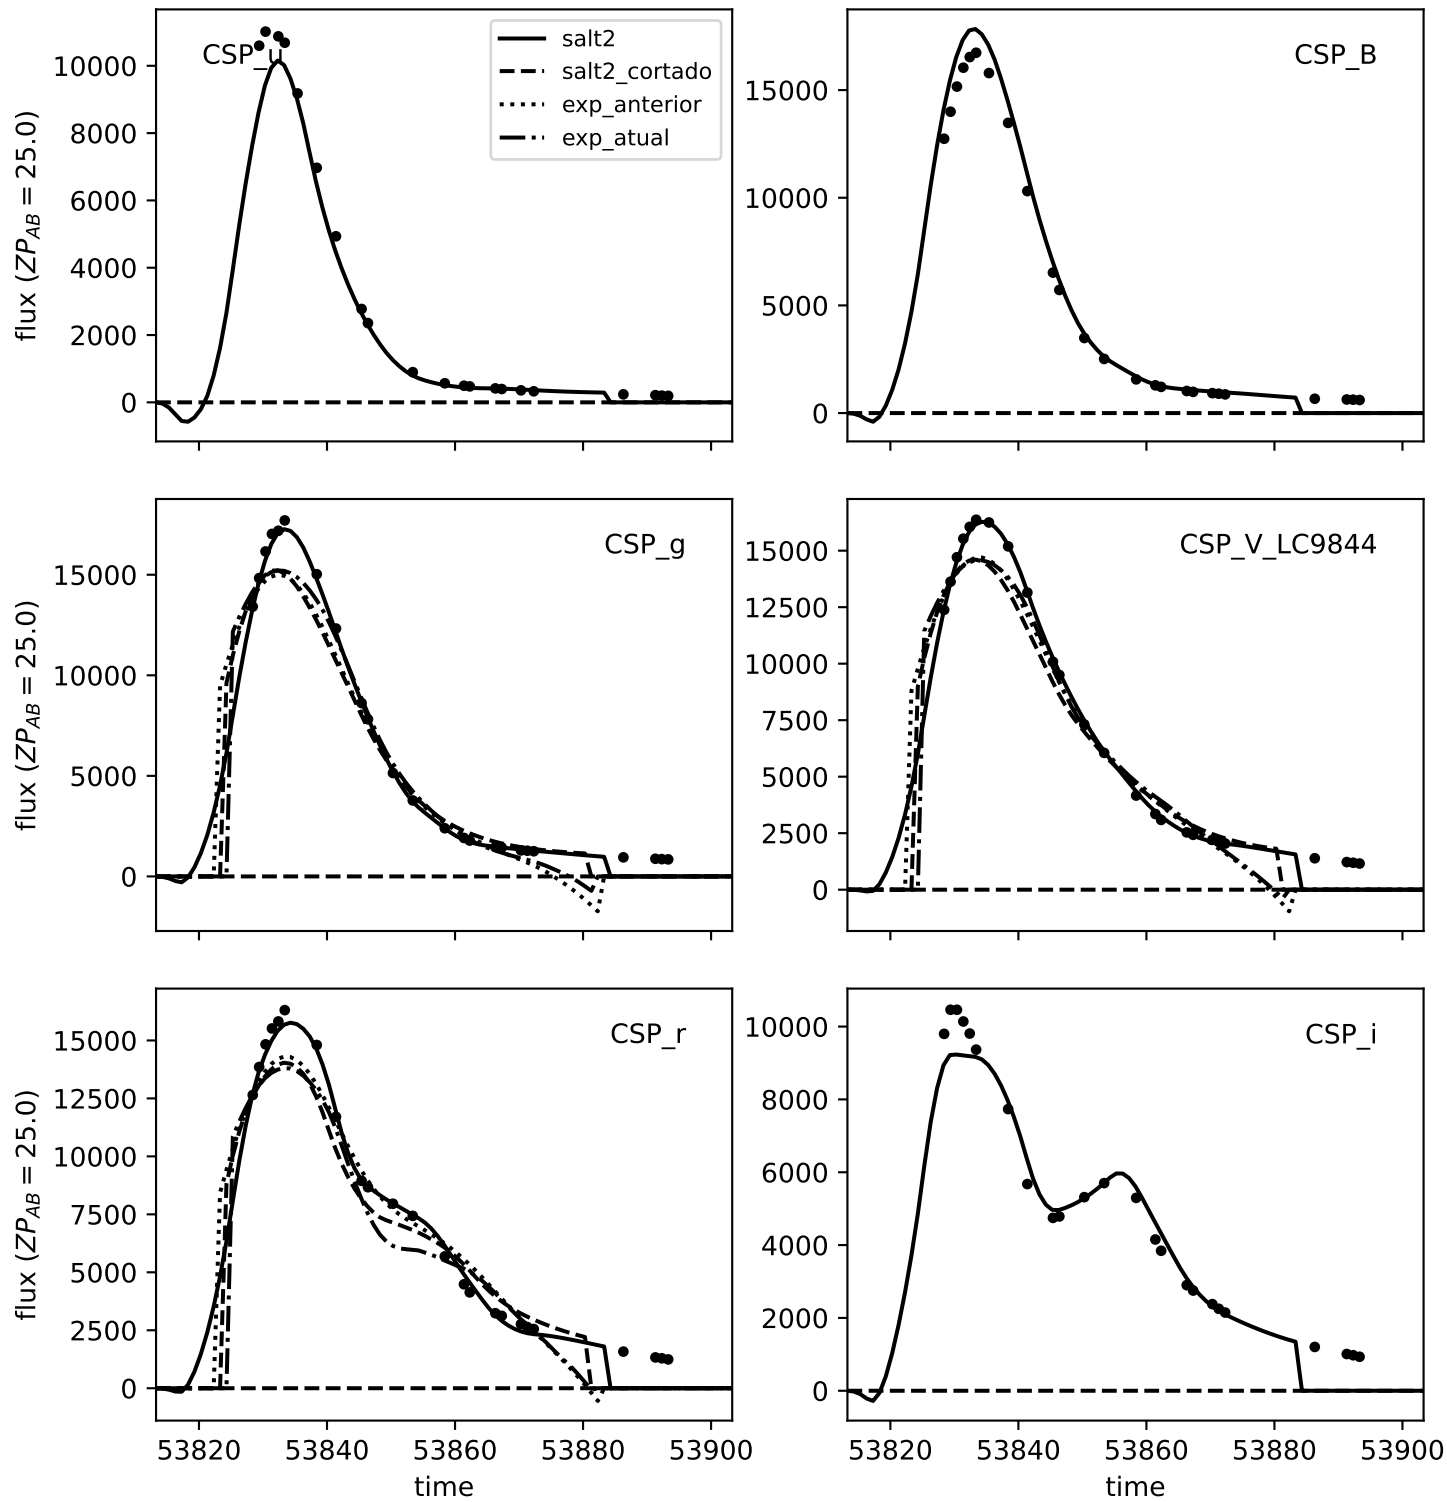 CSP_u
salt2
salt2_cortado
exp_anterior
exp_atual
flux (ZP_AB = 25.0)
10000
8000
6000
4000
2000
0
CSP_B
15000
10000
5000
0
CSP_g
flux (ZP_AB = 25.0)
15000
10000
5000
0
CSP_V_LC9844
15000
12500
10000
7500
5000
2500
0
CSP_r
flux (ZP_AB = 25.0)
15000
12500
10000
7500
5000
2500
0
53820 53840 53860 53880 53900
time
CSP_i
10000
8000
6000
4000
2000
0
53820 53840 53860 53880 53900
time